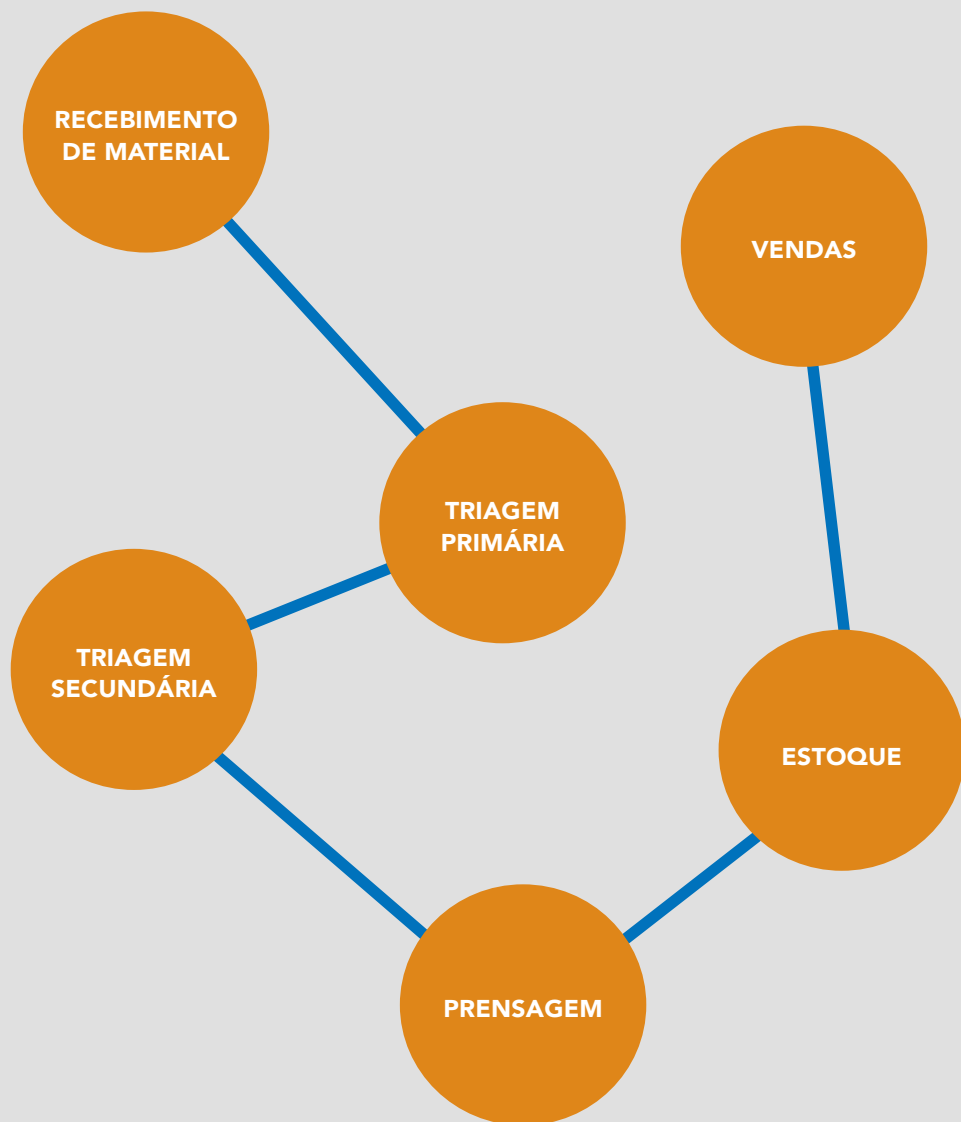 RECEBIMENTO
DE MATERIAL
VENDAS
TRIAGEM
PRIMÁRIA
TRIAGEM
SECUNDÁRIA
ESTOQUE
PRENSAGEM